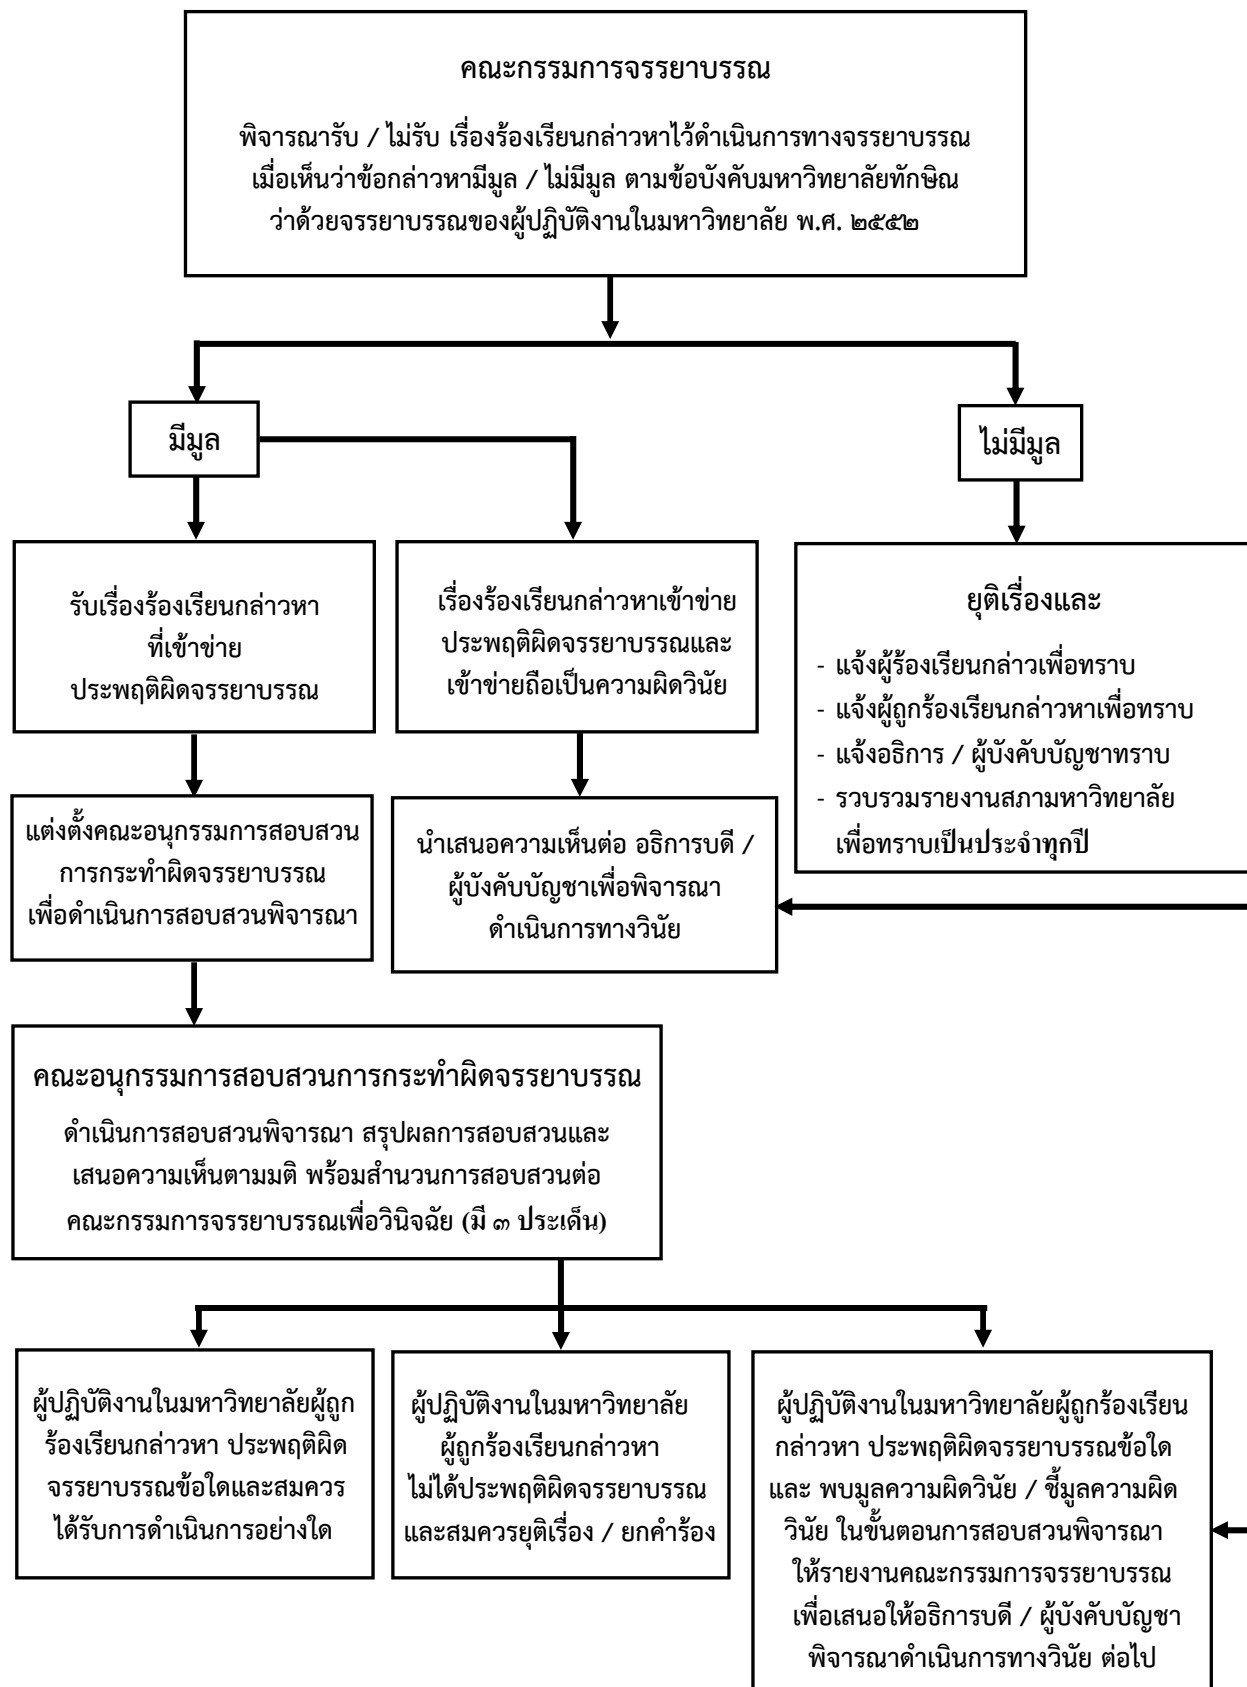 คณะกรรมการจรรยาบรรณ
พิจารณารับ / ไม่รับ เรื่องร้องเรียนกล่าวหาไว้ดำเนินการทางจรรยาบรรณ
เมื่อเห็นว่าข้อกล่าวหามีมูล / ไม่มีมูล ตามข้อบังคับมหาวิทยาลัยทักษิณ
ว่าด้วยจรรยาบรรณของผู้ปฏิบัติงานในมหาวิทยาลัย พ.ศ. ๒๕๕๒
มีมูล
ไม่มีมูล
รับเรื่องร้องเรียนกล่าวหา
ที่เข้าข่าย
ประพฤติผิดจรรยาบรรณ
เรื่องร้องเรียนกล่าวหาเข้าข่าย
ประพฤติผิดจรรยาบรรณและ
เข้าข่ายถือเป็นความผิดวินัย
ยุติเรื่องและ
- แจ้งผู้ร้องเรียนกล่าวเพื่อทราบ
- แจ้งผู้ถูกร้องเรียนกล่าวหาเพื่อทราบ
- แจ้งอธิการ / ผู้บังคับบัญชาทราบ
- รวบรวมรายงานสภามหาวิทยาลัย
เพื่อทราบเป็นประจำทุกปี
แต่งตั้งคณะอนุกรรมการสอบสวน
การกระทำผิดจรรยาบรรณ
เพื่อดำเนินการสอบสวนพิจารณา
นำเสนอความเห็นต่อ อธิการบดี /
ผู้บังคับบัญชาเพื่อพิจารณา
ดำเนินการทางวินัย
คณะอนุกรรมการสอบสวนการกระทำผิดจรรยาบรรณ
ดำเนินการสอบสวนพิจารณา สรุปผลการสอบสวนและ
เสนอความเห็นตามมติ พร้อมสำนวนการสอบสวนต่อ
คณะกรรมการจรรยาบรรณเพื่อวินิจฉัย (มี ๓ ประเด็น)
ผู้ปฏิบัติงานในมหาวิทยาลัยผู้ถูก
ร้องเรียนกล่าวหา ประพฤติผิด
จรรยาบรรณข้อใดและสมควร
ได้รับการดำเนินการอย่างใด
ผู้ปฏิบัติงานในมหาวิทยาลัย
ผู้ถูกร้องเรียนกล่าวหา
ไม่ได้ประพฤติผิดจรรยาบรรณ
และสมควรยุติเรื่อง / ยกคำร้อง
ผู้ปฏิบัติงานในมหาวิทยาลัยผู้ถูกร้องเรียน
กล่าวหา ประพฤติผิดจรรยาบรรณข้อใด
และ พบมูลความผิดวินัย / ชี้มูลความผิด
วินัย ในขั้นตอนการสอบสวนพิจารณา
ให้รายงานคณะกรรมการจรรยาบรรณ
เพื่อเสนอให้อธิการบดี / ผู้บังคับบัญชา
พิจารณาดำเนินการทางวินัย ต่อไป